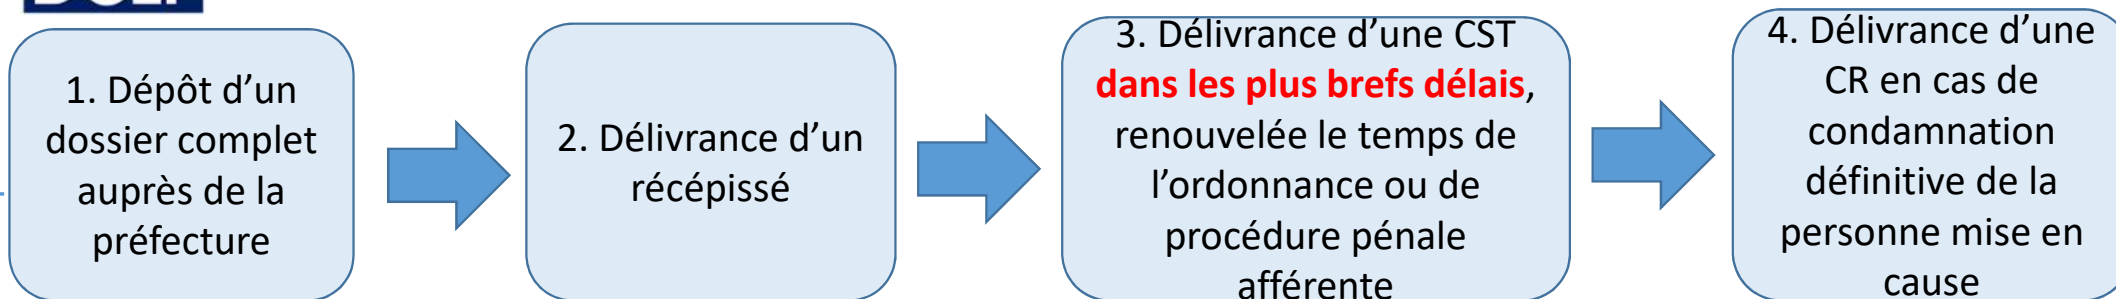 1. Dépôt d’un
dossier complet
auprès de la
préfecture
2. Délivrance d’un
récépissé
3. Délivrance d’une CST
dans les plus brefs délais,
renouvelée le temps de
l’ordonnance ou de
procédure pénale
afférente
4. Délivrance d’une
CR en cas de
condamnation
définitive de la
personne mise en
cause